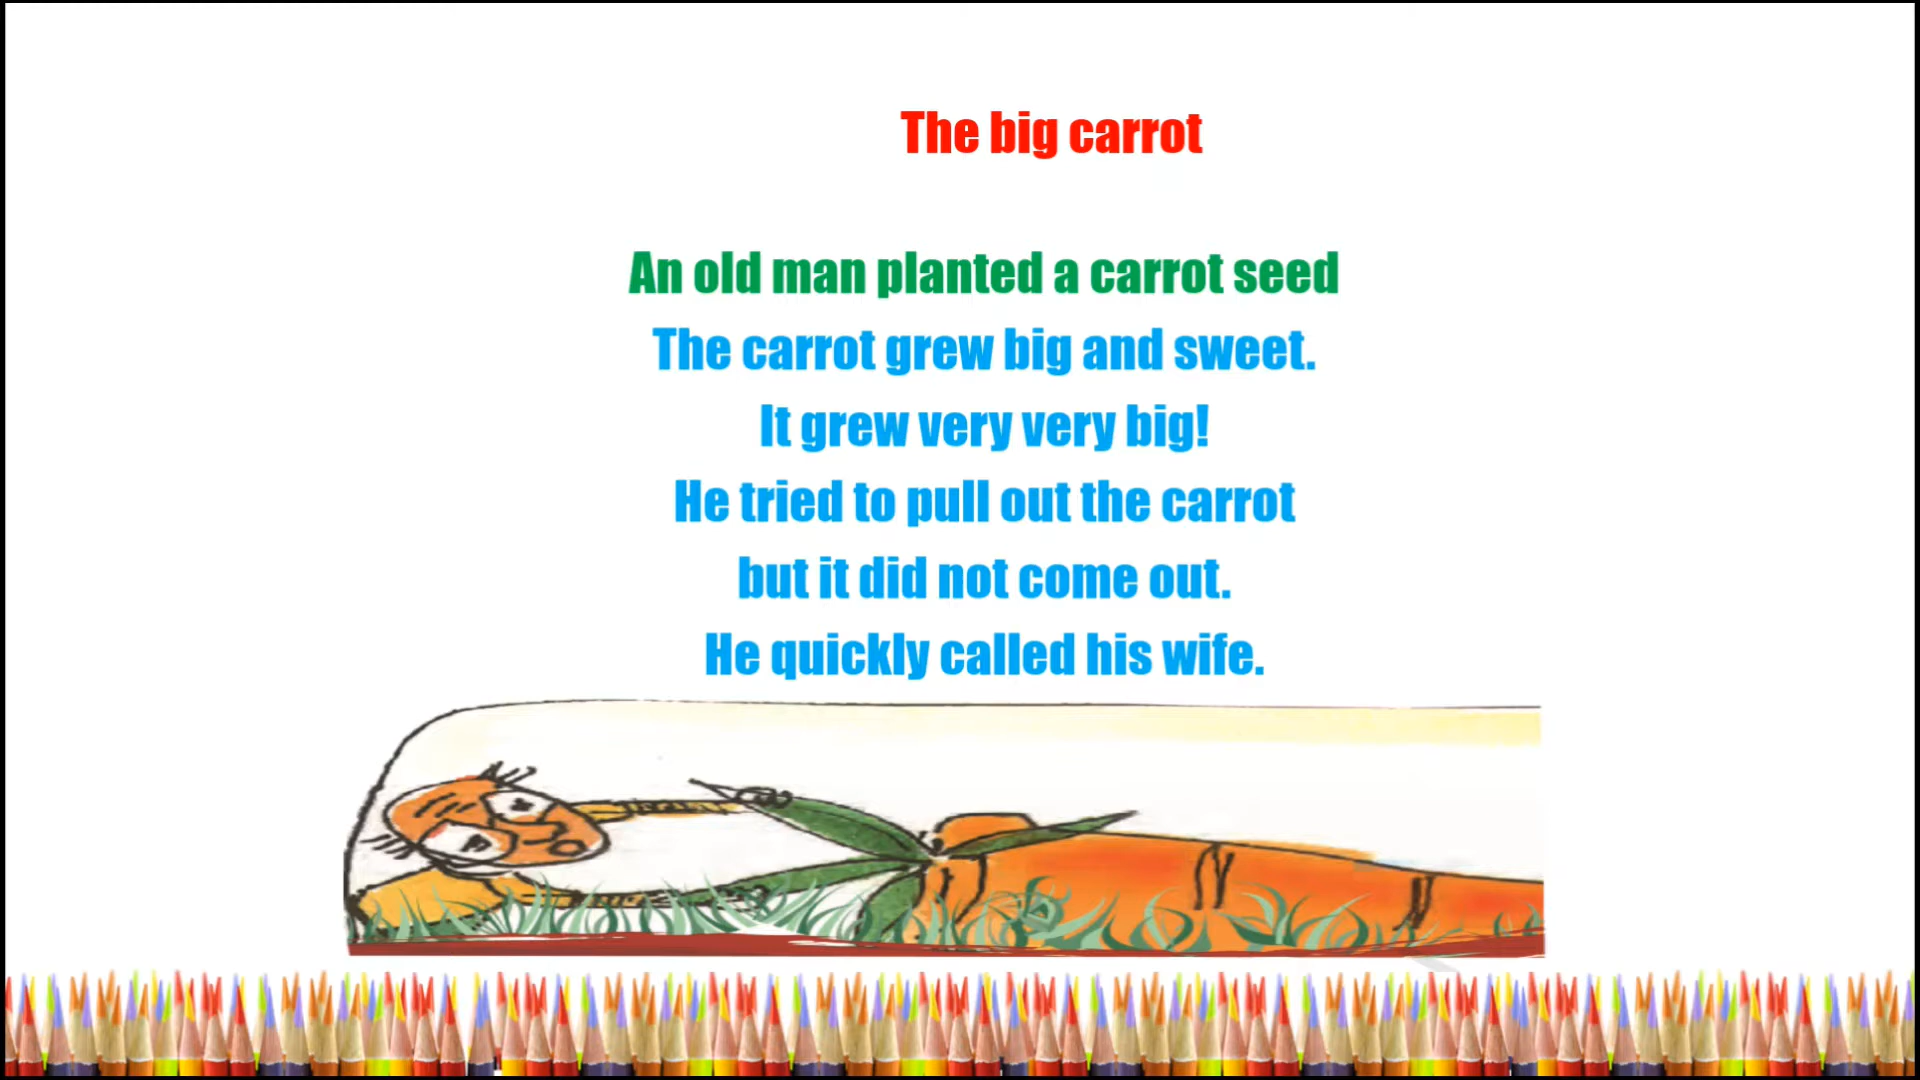 The big carrot
An old man planted a carrot seed
The carrot grew big and sweet.
It grew very very big!
He tried to pull out the carrot
but it did not come out.
He quickly called his wife.